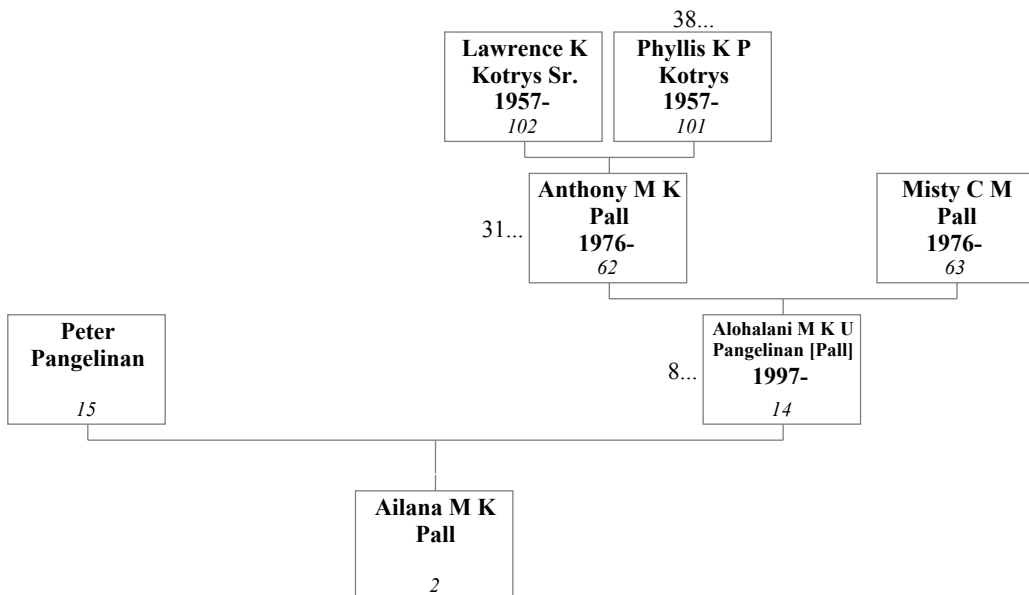 38...
Lawrence K
Kotrys Sr.
1957-
102
Phyllis K P
Kotrys
1957-
101
31...
Anthony M K
Pall
1976-
62
Misty C M
Pall
1976-
63
Peter
Pangelinan
15
8...
Alohalani M K U
Pangelinan [Pall]
1997-
14
Ailana M K
Pall
2